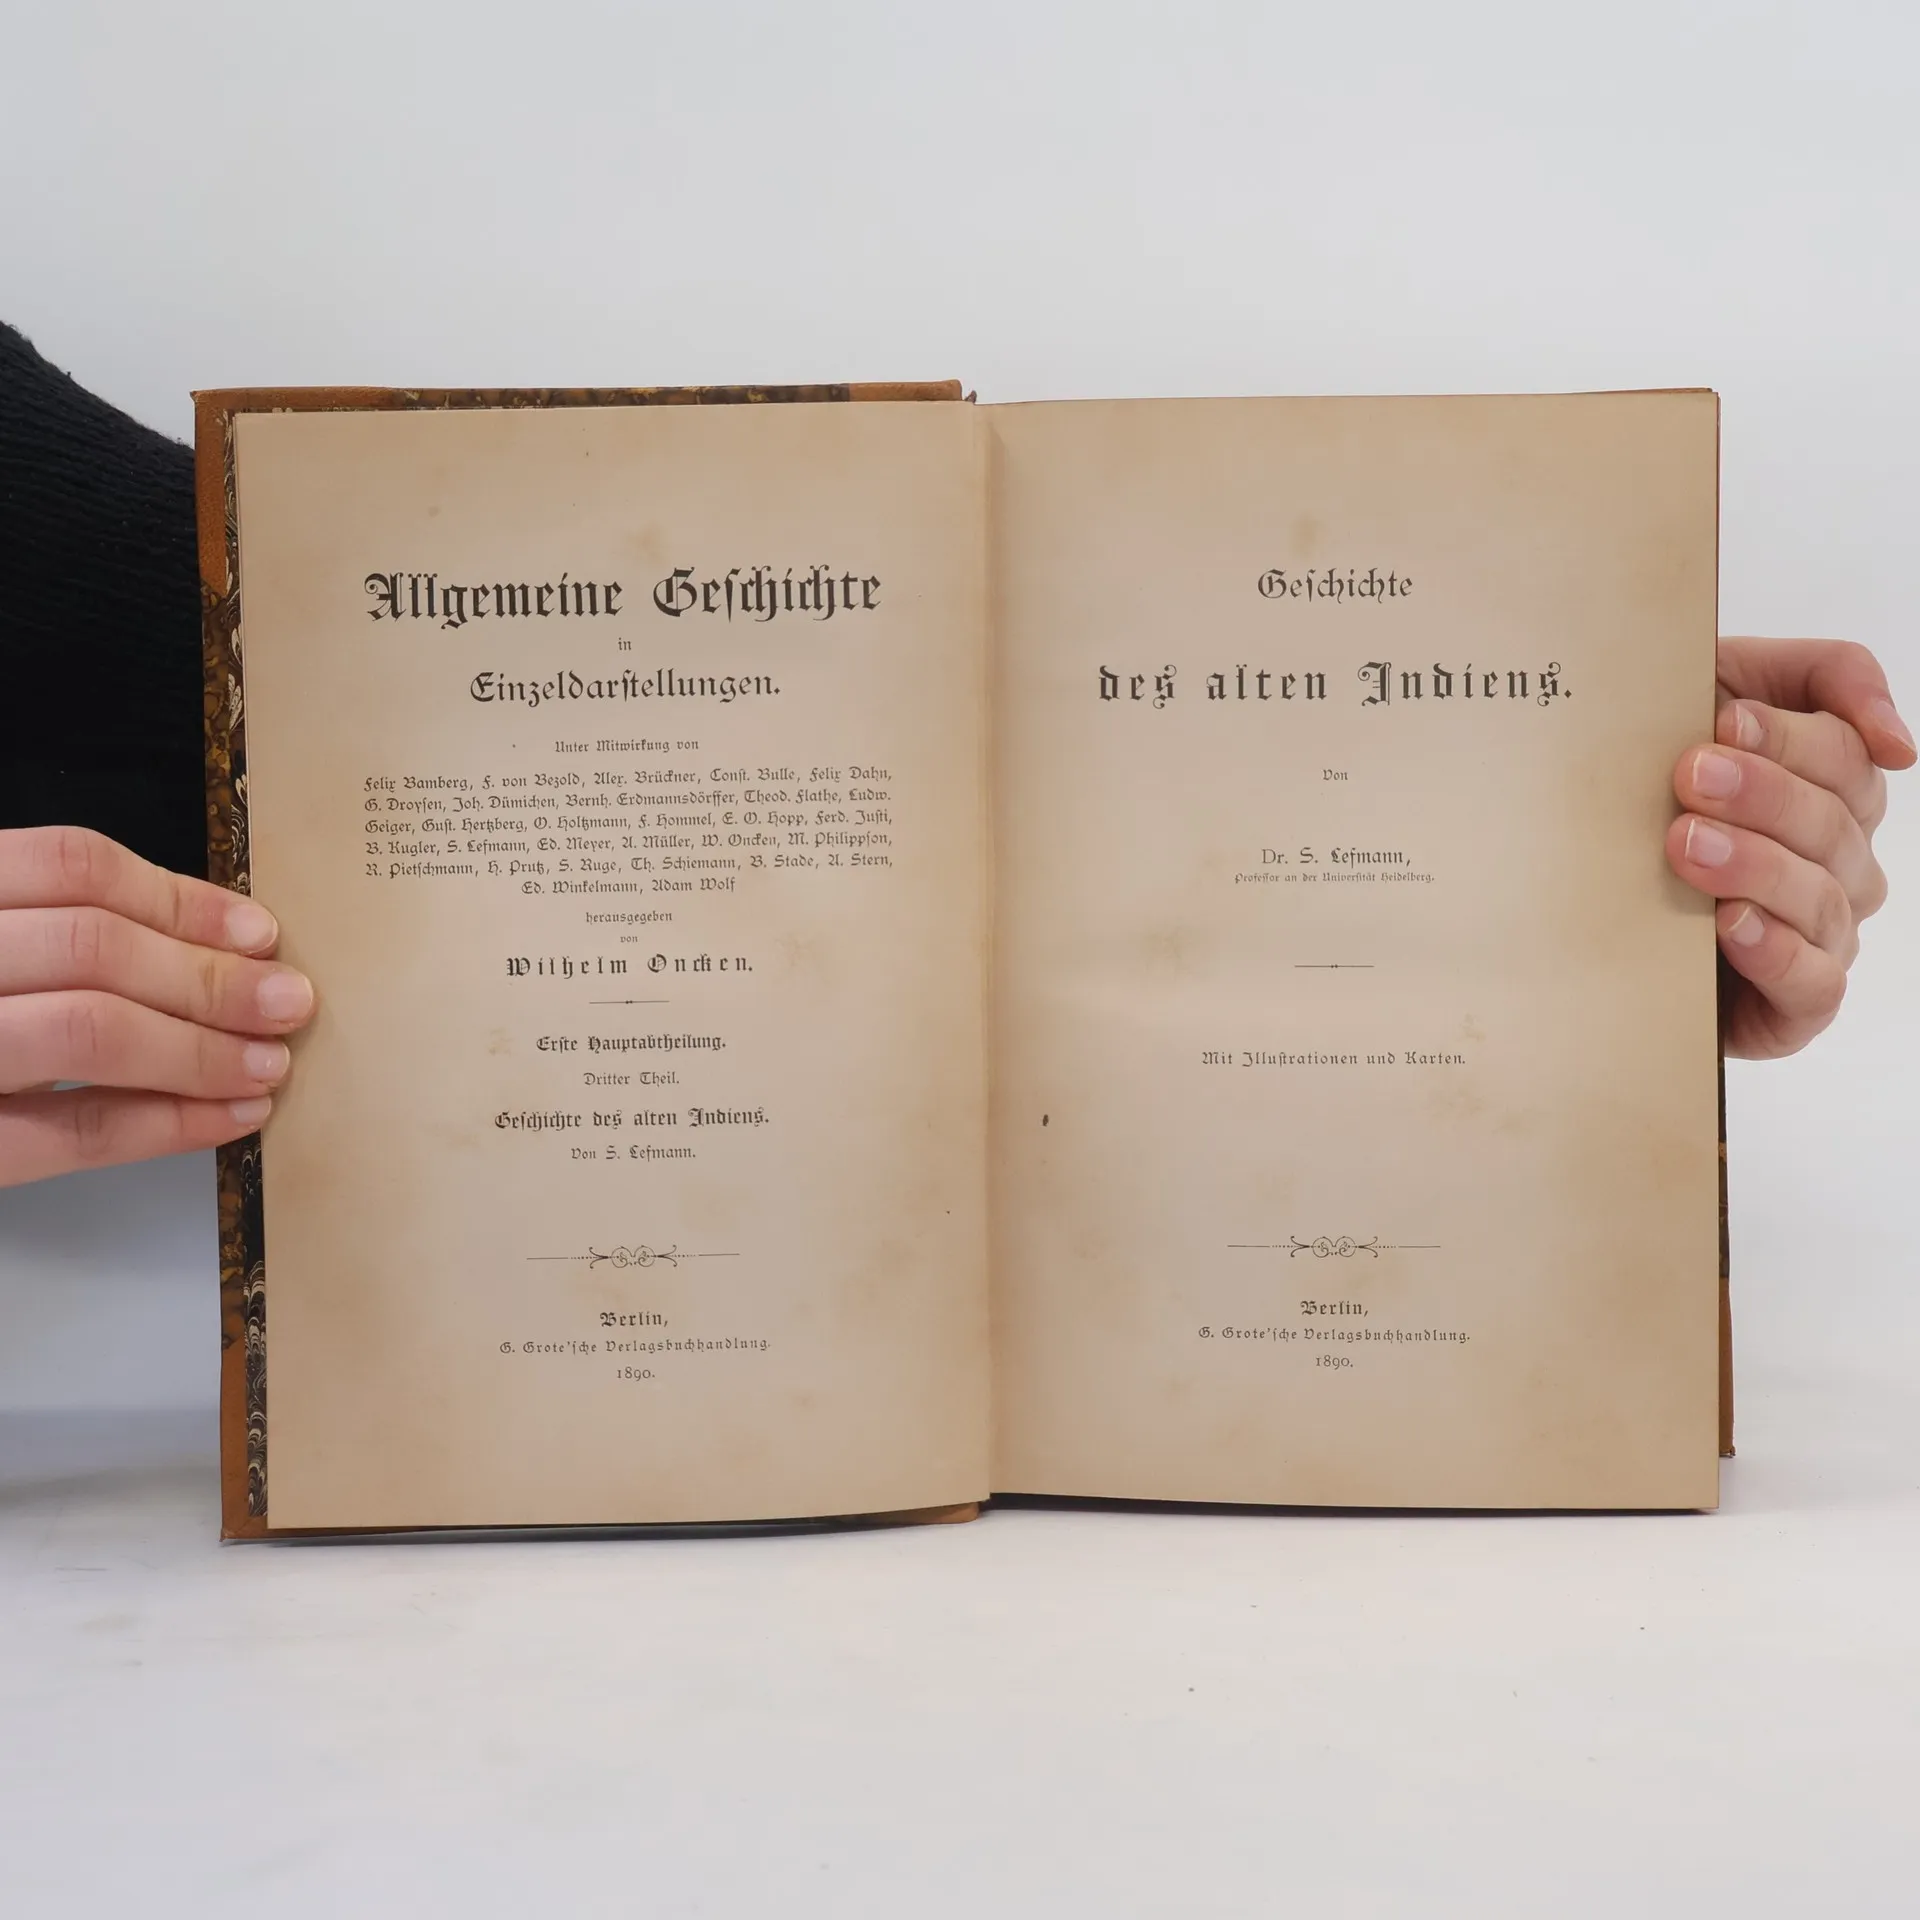 Allgemeine Geschichte
in
Einzeldarstellungen.
Unter Mitwirkung von
Felix Bamberg, F. von Bezold, Alex. Brückner, Const. Bulle, Felix Dahn,
G. Droysen, Joh. Dümichen, Bernh. Erdmannsdörffer, Theod. Flathe, Ludw.
Geiger, Gust. Hertzberg, O. Holtzmann, F. Hommel, E. O. Hopp, Ferd. Justi,
B. Kugler, S. Lefmann, Ed. Meyer, A. Müller, W. Oncken, M. Philippson,
R. Pietschmann, H. Prutz, S. Ruge, Th. Schiemann, B. Stade, A. Stern,
Ed. Winkelmann, Adam Wolf
herausgegeben
von
Wilhelm Oncken.
Erste Hauptabtheilung.
Dritter Theil.
Geschichte des alten Indiens.
Von S. Lefmann.
Berlin,
G. Grote'sche Verlagsbuchhandlung.
1890.
Geschichte
des alten Indiens.
Von
Dr. S. Lefmann,
Professor an der Universität Heidelberg.
Mit Illustrationen und Karten.
Berlin,
G. Grote'sche Verlagsbuchhandlung.
1890.